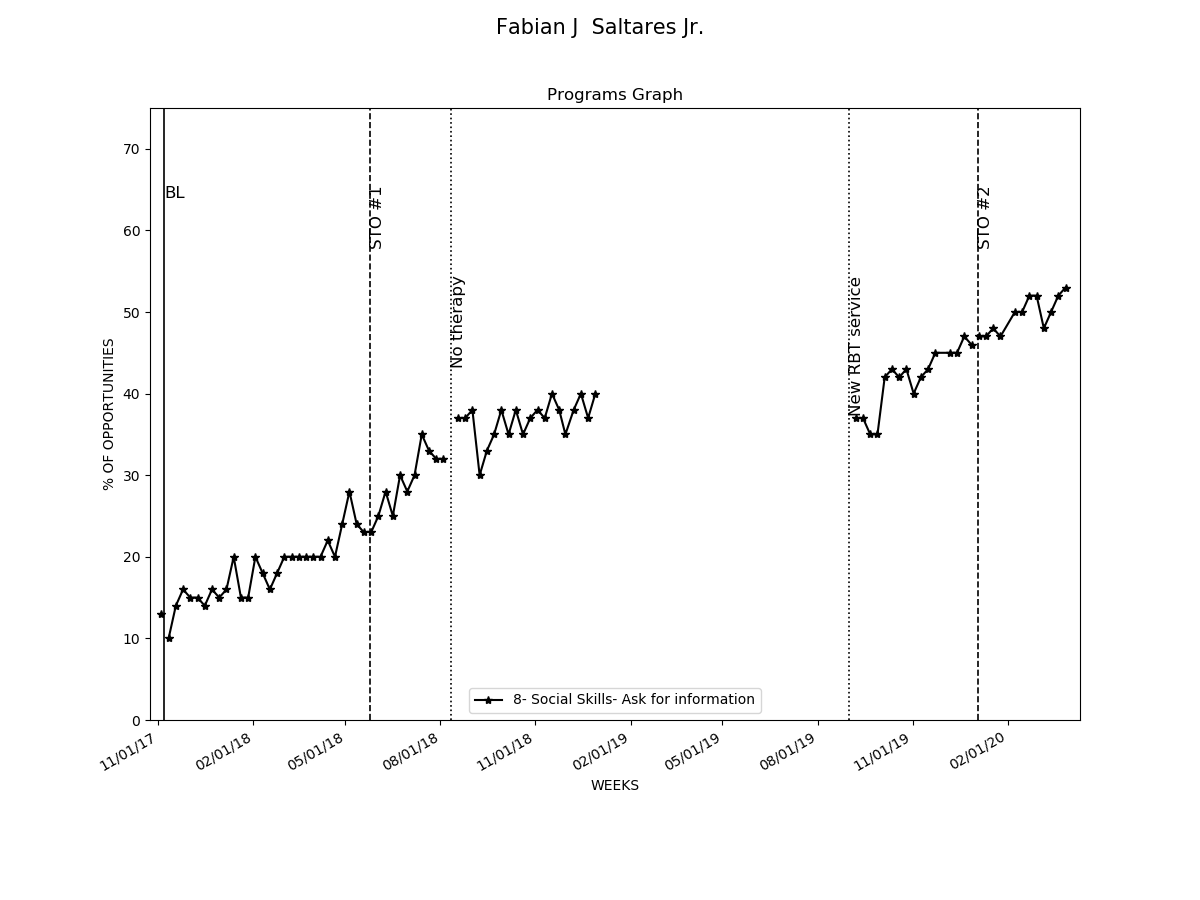 Fabian J  Saltares Jr.
Programs Graph
70
60
50
40
30
20
10
0
% OF OPPORTUNITIES
BL
STO #1
No therapy
New RBT service
STO #2
8- Social Skills- Ask for information
11/01/17
02/01/18
05/01/18
08/01/18
11/01/18
02/01/19
05/01/19
08/01/19
11/01/19
02/01/20
WEEKS